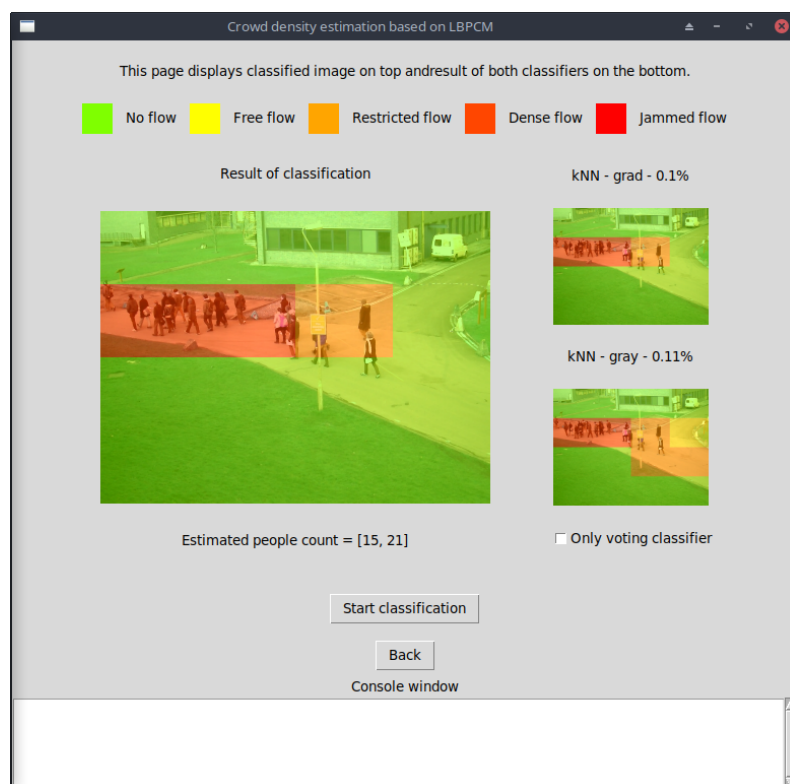 Crowd density estimation based on LBPCM
This page displays classified image on top andresult of both classifiers on the bottom.
No flow Free flow Restricted flow Dense flow Jammed flow
Result of classification
kNN - grad - 0.1%
kNN - gray - 0.11%
Estimated people count = [15, 21]
Only voting classifier
Start classification
Back
Console window